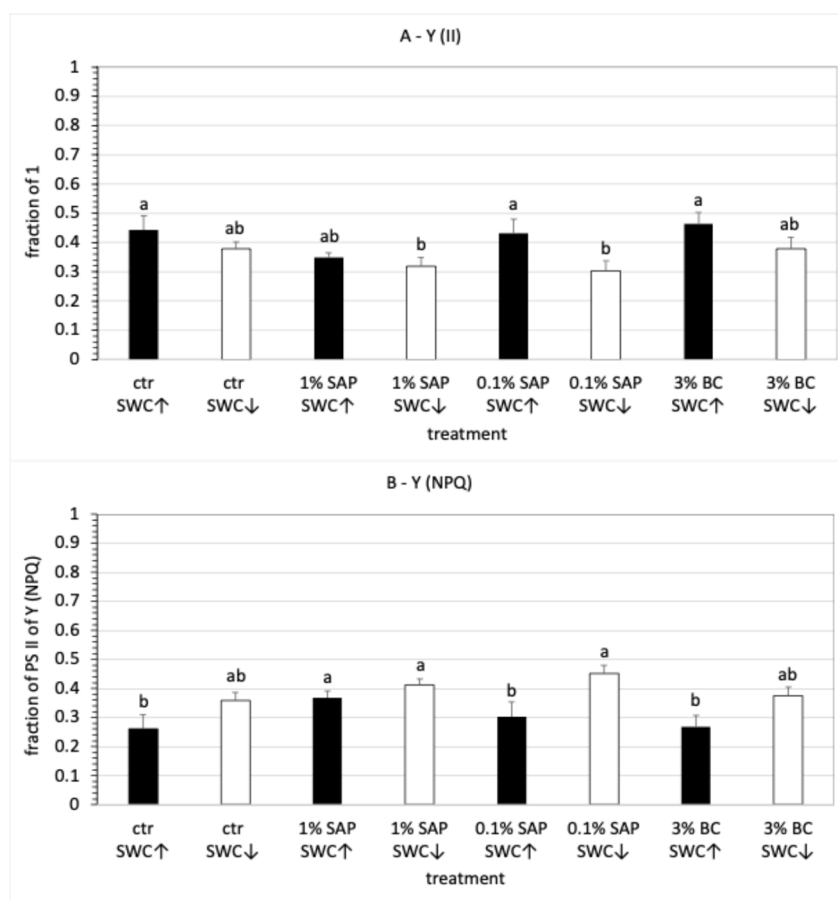 A - Y (II)
1
0.9
0.8
0.7
0.6
0.5
0.4
0.3
0.2
0.1
0
fraction of 1
a
ab
ab
b
a
b
a
ab
ctr ctr 1% SAP 1% SAP 0.1% SAP 0.1% SAP 3% BC 3% BC
SWC↑ SWC↓ SWC↑ SWC↓ SWC↑ SWC↓ SWC↑ SWC↓
treatment
B - Y (NPQ)
1
0.9
0.8
0.7
0.6
0.5
0.4
0.3
0.2
0.1
0
fraction of PS II of Y (NPQ)
b
ab
a
a
b
a
b
ab
ctr ctr 1% SAP 1% SAP 0.1% SAP 0.1% SAP 3% BC 3% BC
SWC↑ SWC↓ SWC↑ SWC↓ SWC↑ SWC↓ SWC↑ SWC↓
treatment